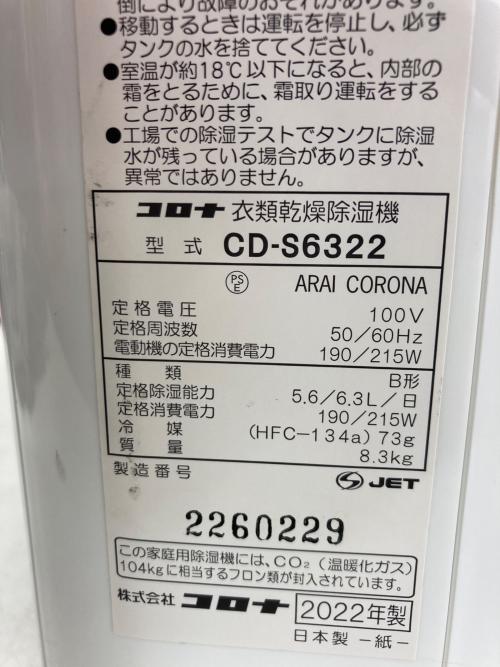 倒により故障のおそれがあります。
●移動するときは運転を停止し、必ず
タンクの水を捨ててください。
●室温が約18℃以下になると、内部の
霜をとるために、霜取り運転をする
ことがあります。
●工場での除湿テストでタンクに除湿
水が残っている場合がありますが、
異常ではありません。
コロナ 衣類乾燥除湿機
型式 CD-S6322
PSE ARAI CORONA
定格電圧 100V
定格周波数 50/60Hz
電動機の定格消費電力 190/215W
種類 B形
定格除湿能力 5.6/6.3L/日
定格消費電力 190/215W
冷媒 (HFC-134a) 73g
質量 8.3kg
製造番号 JET
2260229
この家庭用除湿機には、CO₂(温暖化ガス)
104kgに相当するフロン類が封入されています。
株式会社 コロナ 2022年製
日本製 -紙-